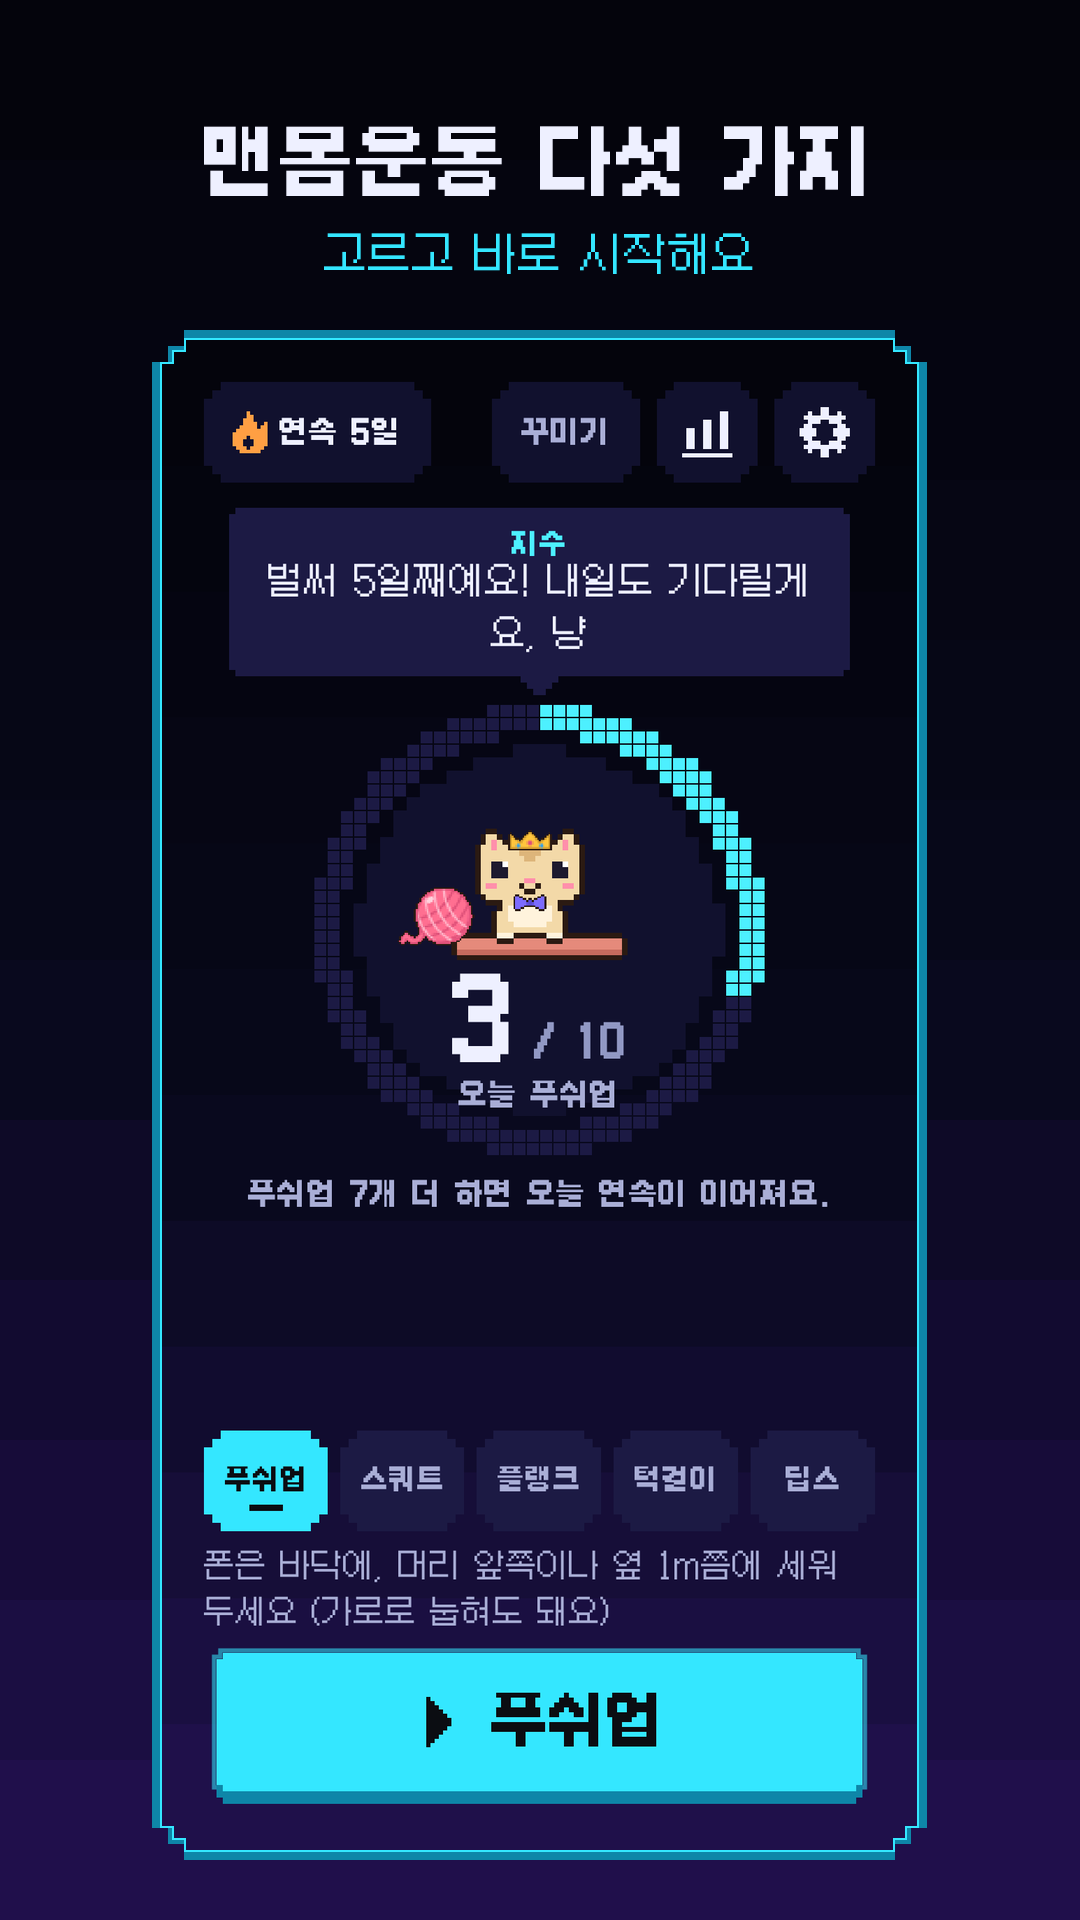 맨몸운동 다섯 가지
고르고 바로 시작해요
연속 5일
꾸미기
지수
벌써 5일째예요! 내일도 기다릴게
요, 냥
3 / 10
오늘 푸쉬업
푸쉬업 7개 더 하면 오늘 연속이 이어져요.
푸쉬업
스쿼트
플랭크
턱걸이
딥스
폰은 바닥에, 머리 앞쪽이나 옆 1m쯤에 세워
두세요 (가로로 눕혀도 돼요)
푸쉬업